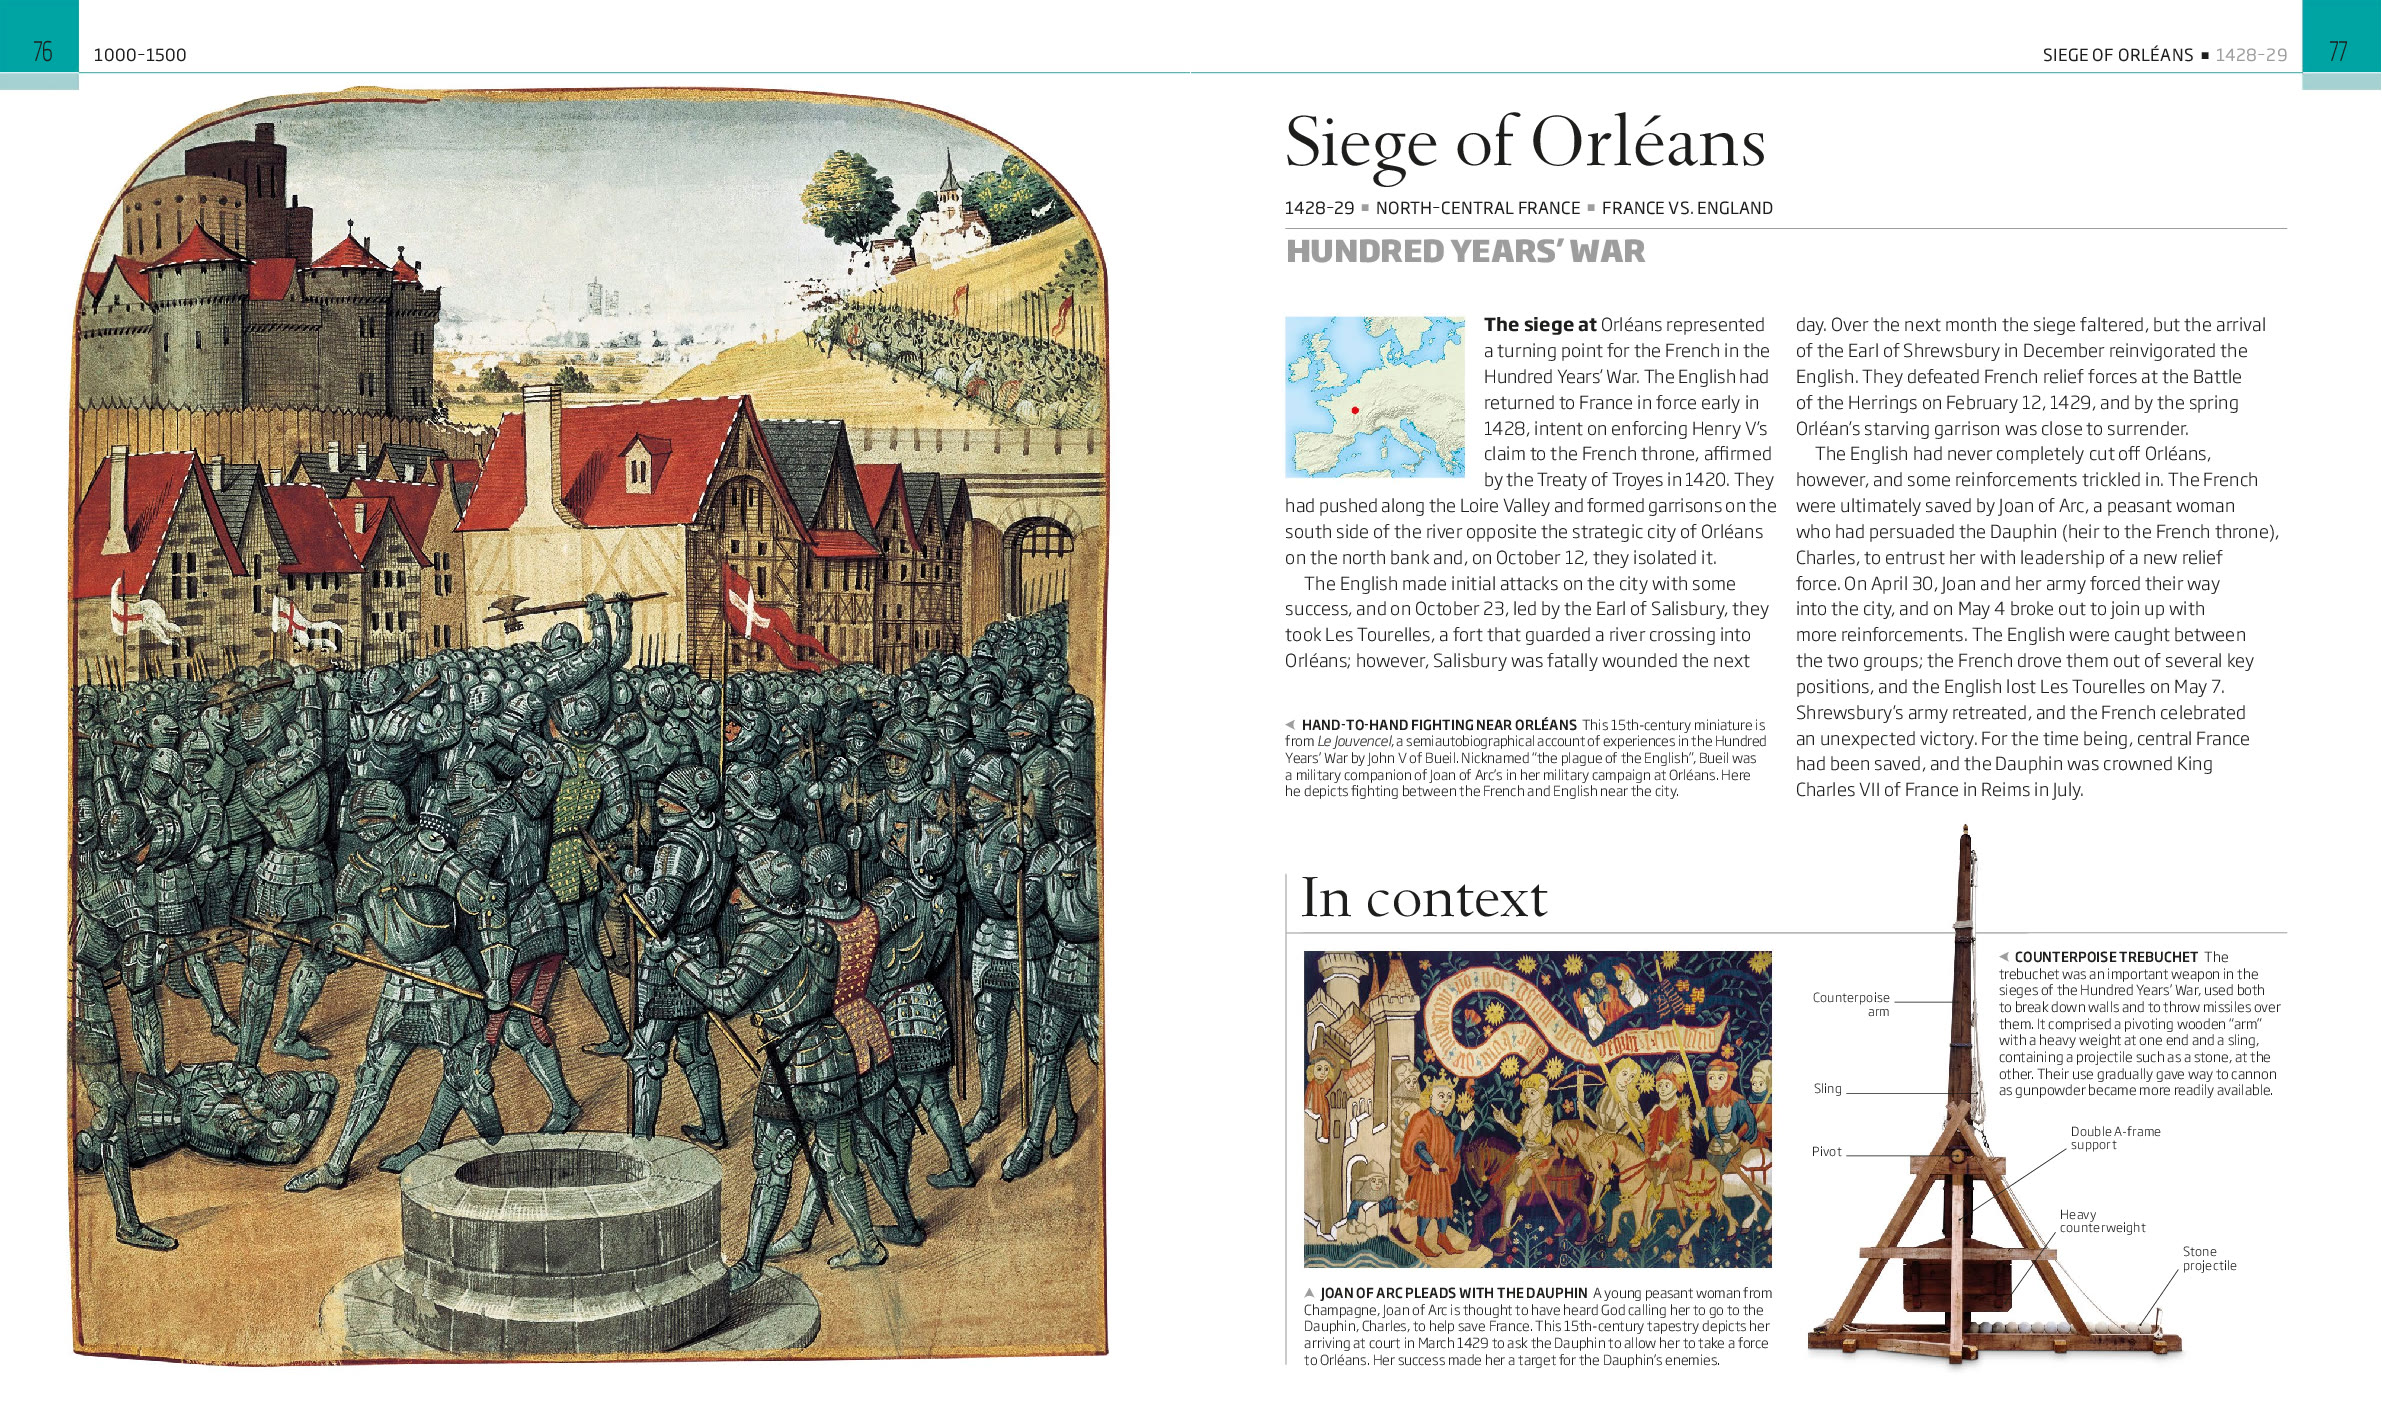 76
1000–1500
SIEGE OF ORLÉANS ■ 1428–29
77
Siege of Orléans
1428–29 ■ NORTH-CENTRAL FRANCE ■ FRANCE VS. ENGLAND
HUNDRED YEARS’ WAR
The siege at Orléans represented
a turning point for the French in the
Hundred Years’ War. The English had
returned to France in force early in
1428, intent on enforcing Henry V’s
claim to the French throne, affirmed
by the Treaty of Troyes in 1420. They
had pushed along the Loire Valley and formed garrisons on the
south side of the river opposite the strategic city of Orléans
on the north bank and, on October 12, they isolated it.
The English made initial attacks on the city with some
success, and on October 23, led by the Earl of Salisbury, they
took Les Tourelles, a fort that guarded a river crossing into
Orléans; however, Salisbury was fatally wounded the next
day. Over the next month the siege faltered, but the arrival
of the Earl of Shrewsbury in December reinvigorated the
English. They defeated French relief forces at the Battle
of the Herrings on February 12, 1429, and by the spring
Orléan’s starving garrison was close to surrender.
The English had never completely cut off Orléans,
however, and some reinforcements trickled in. The French
were ultimately saved by Joan of Arc, a peasant woman
who had persuaded the Dauphin (heir to the French throne),
Charles, to entrust her with leadership of a new relief
force. On April 30, Joan and her army forced their way
into the city, and on May 4 broke out to join up with
more reinforcements. The English were caught between
the two groups; the French drove them out of several key
positions, and the English lost Les Tourelles on May 7.
Shrewsbury’s army retreated, and the French celebrated
an unexpected victory. For the time being, central France
had been saved, and the Dauphin was crowned King
Charles VII of France in Reims in July.
HAND-TO-HAND FIGHTING NEAR ORLÉANS This 15th-century miniature is
from Le Jouvencel, a semiautobiographical account of experiences in the Hundred
Years’ War by John V of Bueil. Nicknamed “the plague of the English”, Bueil was
a military companion of Joan of Arc’s in her military campaign at Orléans. Here
he depicts fighting between the French and English near the city.
In context
JOAN OF ARC PLEADS WITH THE DAUPHIN A young peasant woman from
Champagne, Joan of Arc is thought to have heard God calling her to go to the
Dauphin, Charles, to help save France. This 15th-century tapestry depicts her
arriving at court in March 1429 to ask the Dauphin to allow her to take a force
to Orléans. Her success made her a target for the Dauphin’s enemies.
COUNTERPOISE TREBUCHET The
trebuchet was an important weapon in the
sieges of the Hundred Years’ War, used both
to break down walls and to throw missiles over
them. It comprised a pivoting wooden “arm”
with a heavy weight at one end and a sling,
containing a projectile such as a stone, at the
other. Their use gradually gave way to cannon
as gunpowder became more readily available.
Counterpoise
arm
Sling
Pivot
Double A-frame
support
Heavy
counterweight
Stone
projectile